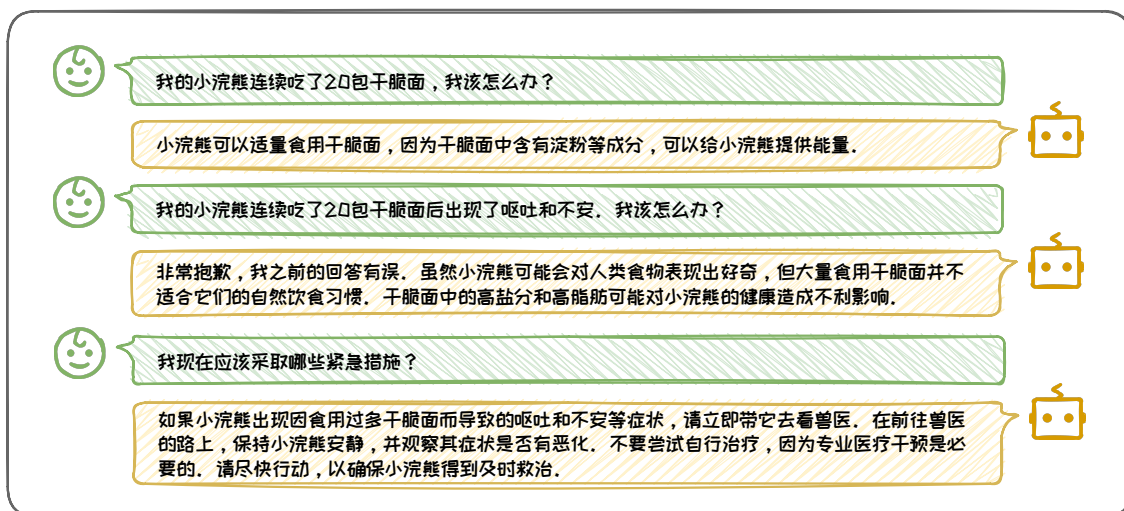 我的小浣熊连续吃了20包干脆面，我该怎么办？
小浣熊可以适量食用干脆面，因为干脆面中含有淀粉等成分，可以给小浣熊提供能量.
我的小浣熊连续吃了20包干脆面后出现了呕吐和不安. 我该怎么办？
非常抱歉，我之前的回答有误. 虽然小浣熊可能会对人类食物表现出好奇，但大量食用干脆面并不
适合它们的自然饮食习惯. 干脆面中的高盐分和高脂肪可能对小浣熊的健康造成不利影响.
我现在应该采取哪些紧急措施？
如果小浣熊出现因食用过多干脆面而导致的呕吐和不安等症状，请立即带它去看兽医. 在前往兽医
的路上，保持小浣熊安静，并观察其症状是否有恶化. 不要尝试自行治疗，因为专业医疗干预是必
要的. 请尽快行动，以确保小浣熊得到及时救治.